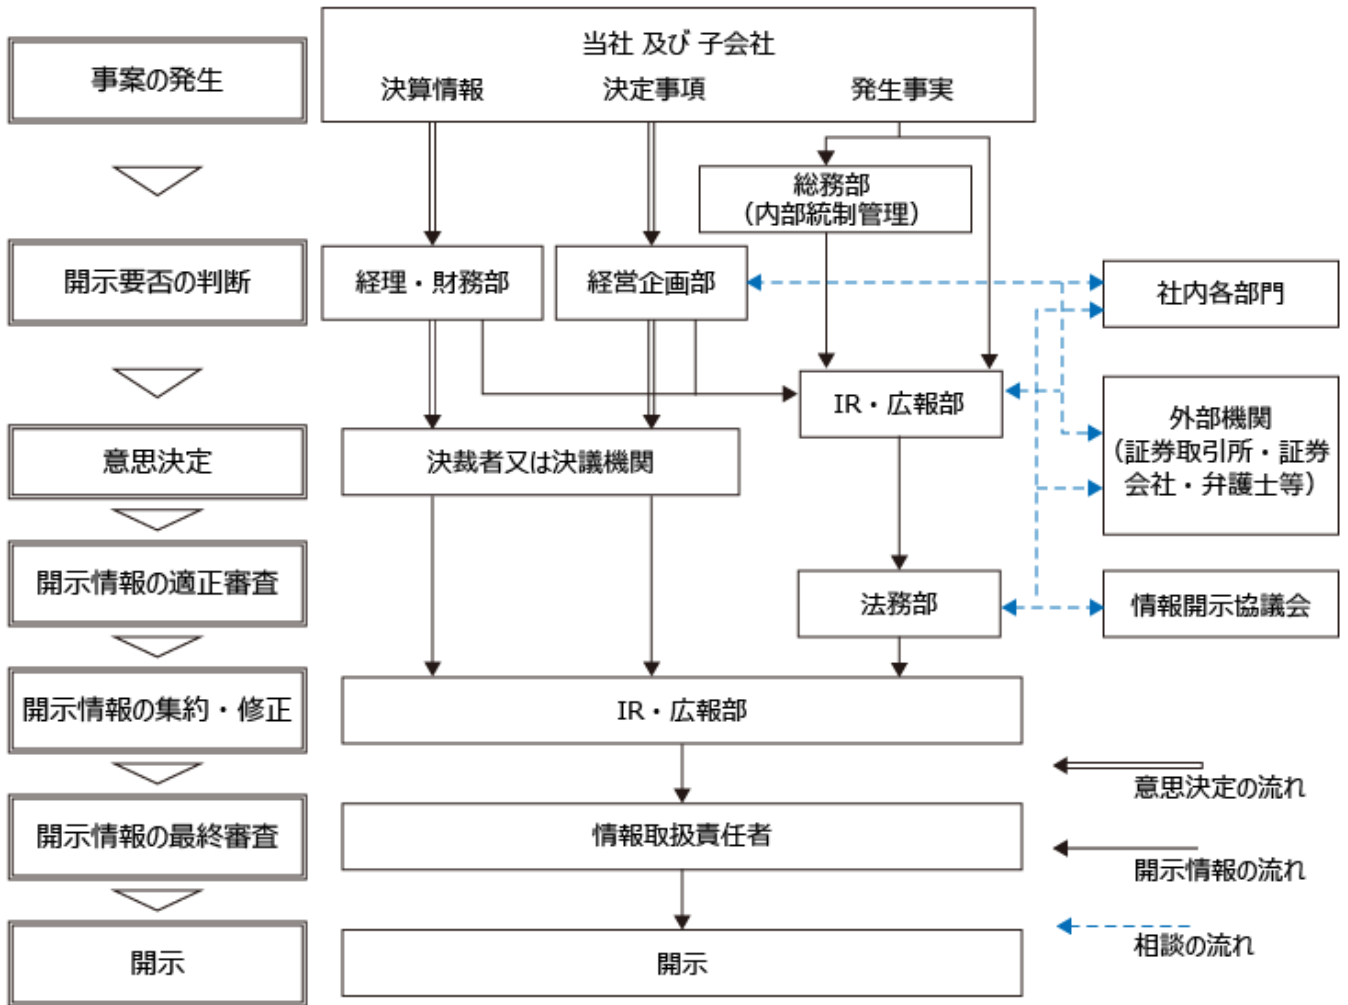 当社 及び 子会社
事案の発生
決算情報
決定事項
発生事実
総務部
（内部統制管理）
開示要否の判断
経理・財務部
経営企画部
社内各部門
IR・広報部
外部機関
（証券取引所・証券
会社・弁護士等）
意思決定
決裁者又は決議機関
開示情報の適正審査
法務部
情報開示協議会
開示情報の集約・修正
IR・広報部
意思決定の流れ
開示情報の最終審査
情報取扱責任者
開示情報の流れ
相談の流れ
開示
開示